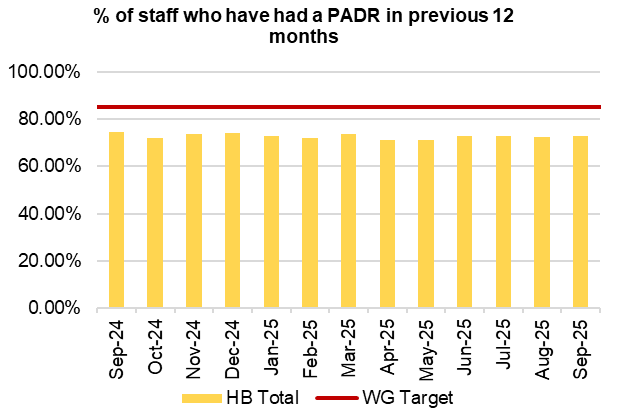 % of staff who have had a PADR in previous 12
months
100.00%
80.00%
60.00%
40.00%
20.00%
0.00%
Sep-24
Oct-24
Nov-24
Dec-24
Jan-25
Feb-25
Mar-25
Apr-25
May-25
Jun-25
Jul-25
Aug-25
Sep-25
HB Total
WG Target